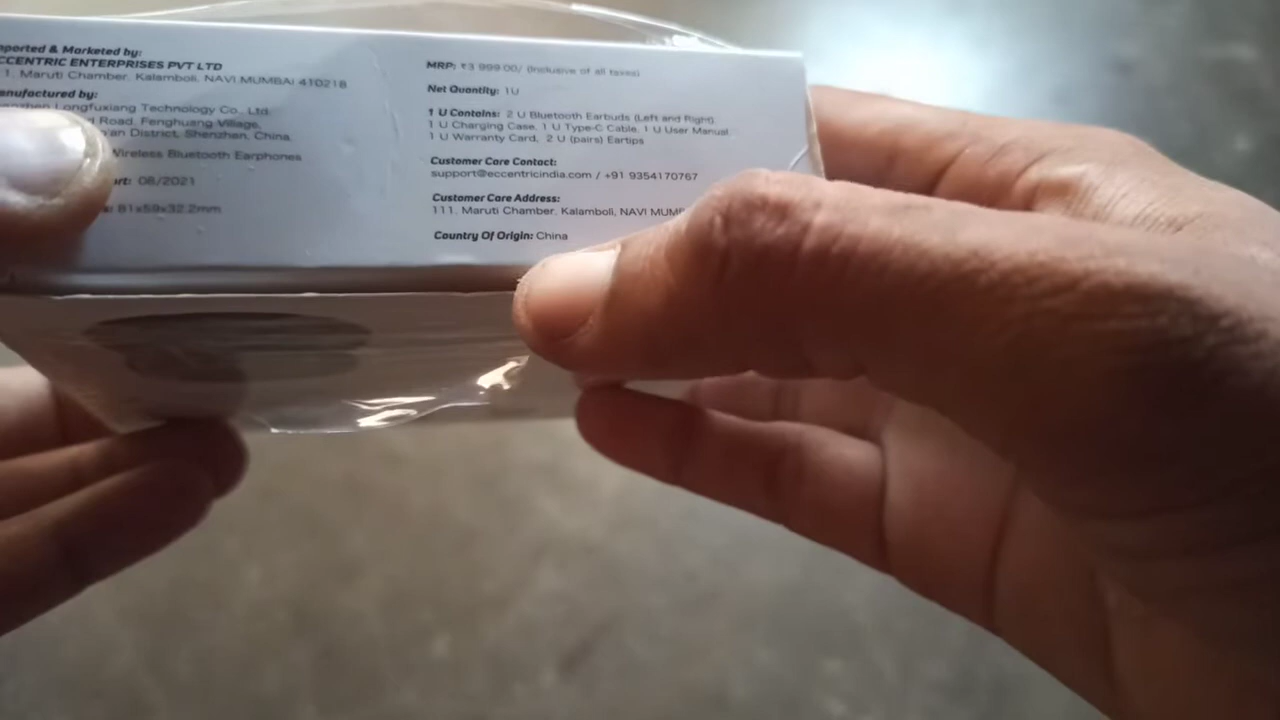 ported & Marketed by:
CCENTRIC ENTERPRISES PVT LTD
1, Maruti Chamber, Kalamboli, NAVI MUMBAI 410218
anufactured by:
enzhen Longfuxiang Technology Co., Ltd.
d Road, Fenghuang Village,
an District, Shenzhen, China.
Wireless Bluetooth Earphones
08/2021
81x59x32.2mm
MRP: ₹3 999.00/ (Inclusive of all taxes)
Net Quantity: 1U
1 U Contains: 2 U Bluetooth Earbuds (Left and Right),
1 U Charging Case, 1 U Type-C Cable, 1 U User Manual,
1 U Warranty Card, 2 U (pairs) Eartips
Customer Care Contact:
support@eccentricindia.com / +91 9354170767
Customer Care Address:
111, Maruti Chamber, Kalamboli, NAVI MUMB
Country Of Origin: China